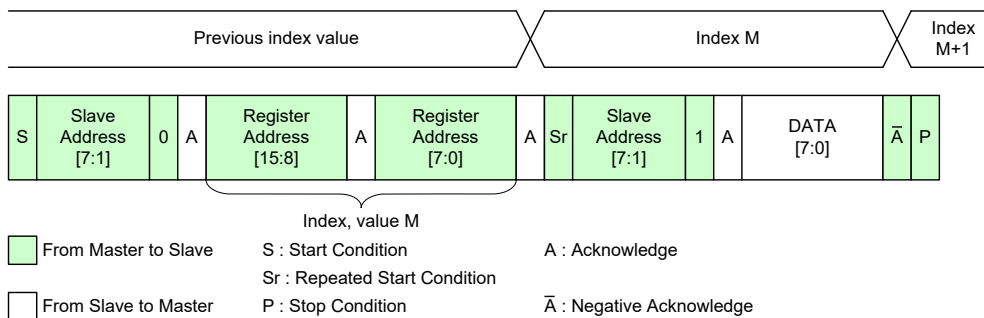 Previous index value
Index M
Index
M+1
S
Slave
Address
[7:1]
0
A
Register
Address
[15:8]
A
Register
Address
[7:0]
A
Sr
Slave
Address
[7:1]
1
A
DATA
[7:0]
A̅
P
Index, value M
From Master to Slave
S : Start Condition
A : Acknowledge
Sr : Repeated Start Condition
From Slave to Master
P : Stop Condition
A̅ : Negative Acknowledge